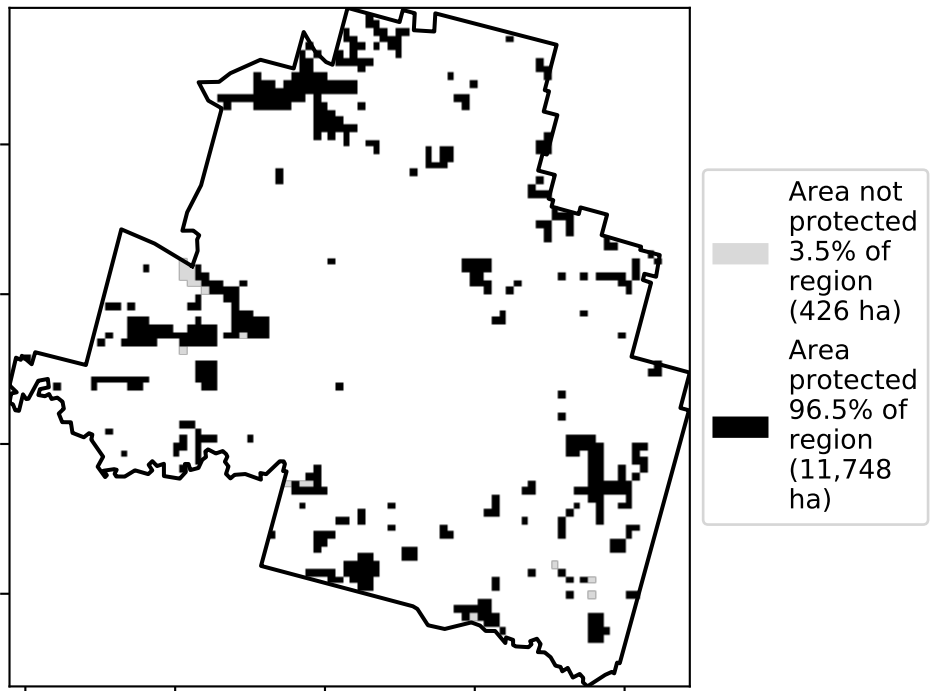 Area not
protected
3.5% of
region
(426 ha)
Area
protected
96.5% of
region
(11,748
ha)